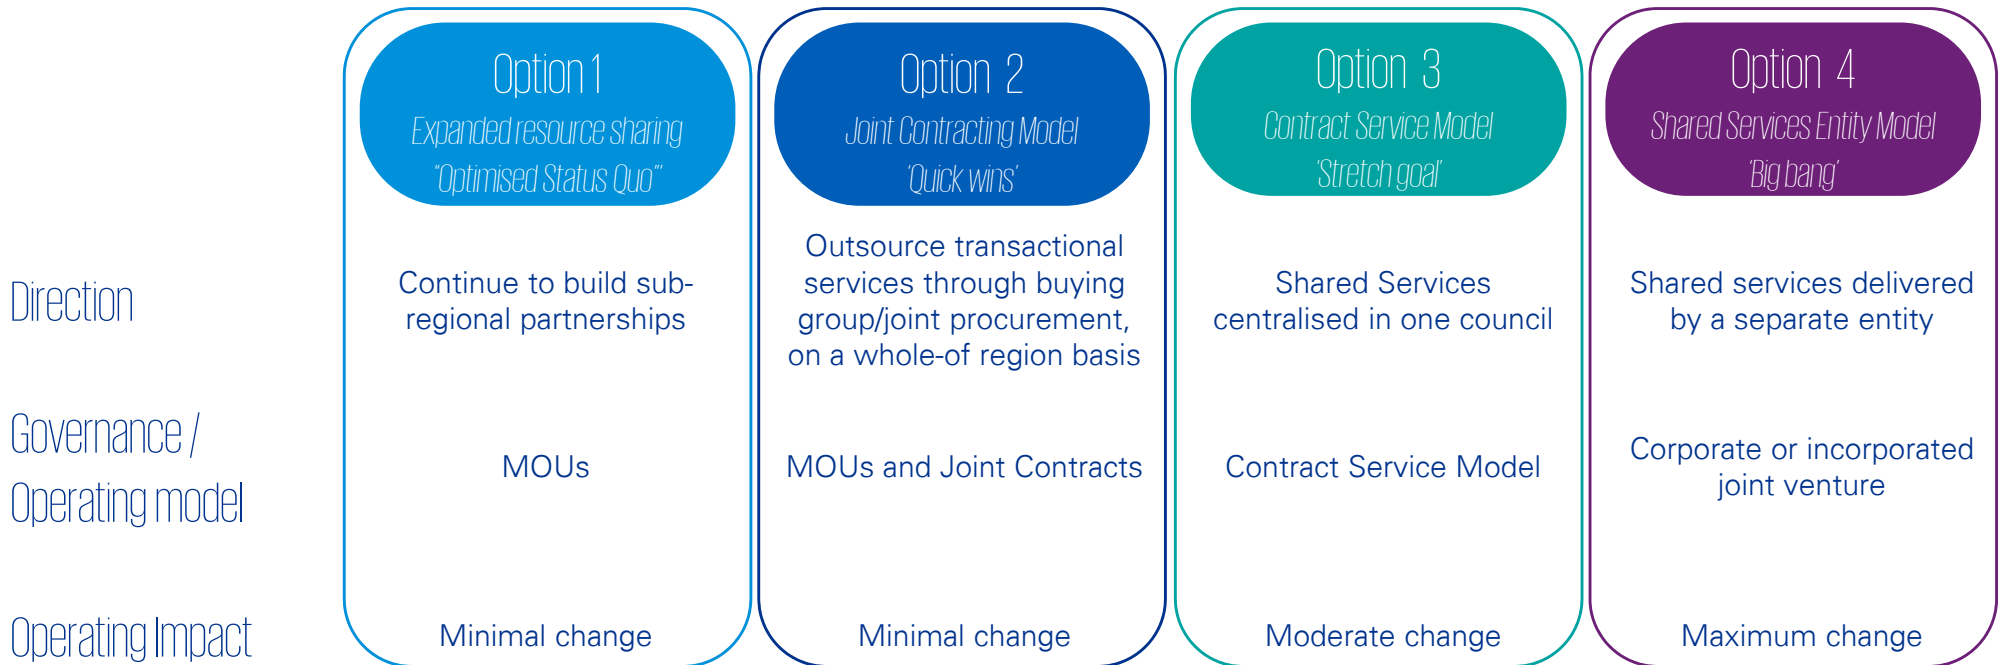 Option 1
Expanded resource sharing
"Optimised Status Quo"'
Option 2
Joint Contracting Model
'Quick wins'
Option 3
Contract Service Model
'Stretch goal'
Option 4
Shared Services Entity Model
'Big bang'
Direction
Continue to build sub-
regional partnerships
Outsource transactional
services through buying
group/joint procurement,
on a whole-of region basis
Shared Services
centralised in one council
Shared services delivered
by a separate entity
Governance /
Operating model
MOUs
MOUs and Joint Contracts
Contract Service Model
Corporate or incorporated
joint venture
Operating Impact
Minimal change
Minimal change
Moderate change
Maximum change